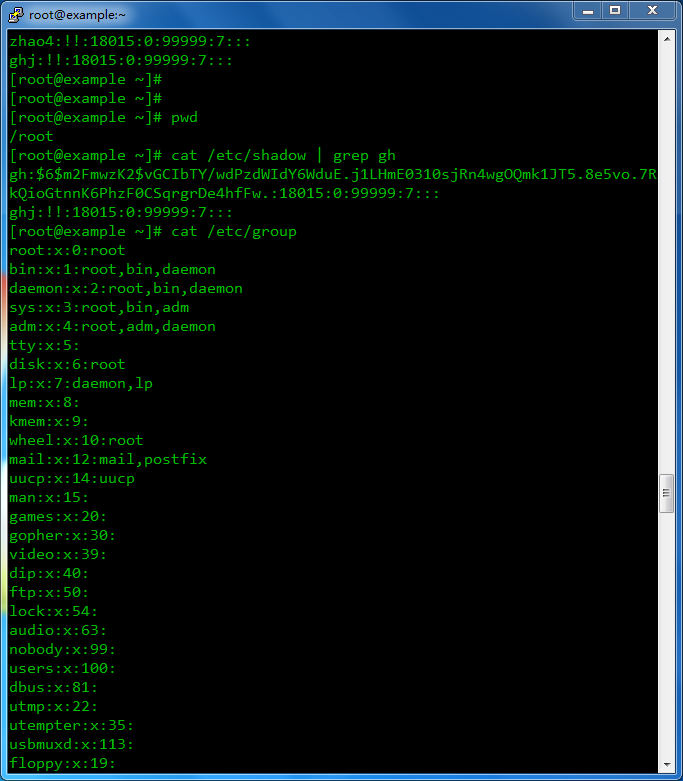 root@example:~
zhao4:!!:18015:0:99999:7:::
ghj:!!:18015:0:99999:7:::
[root@example ~]#
[root@example ~]#
[root@example ~]# pwd
/root
[root@example ~]# cat /etc/shadow | grep gh
gh:$6$m2FmwzK2$vGCIbTY/wdPzdWIdY6WduE.j1LHmE0310sjRn4wgOQmk1JT5.8e5vo.7R
kQioGtnnK6PhzF0CSqrgrDe4hfFw.:18015:0:99999:7:::
ghj:!!:18015:0:99999:7:::
[root@example ~]# cat /etc/group
root:x:0:root
bin:x:1:root,bin,daemon
daemon:x:2:root,bin,daemon
sys:x:3:root,bin,adm
adm:x:4:root,adm,daemon
tty:x:5:
disk:x:6:root
lp:x:7:daemon,lp
mem:x:8:
kmem:x:9:
wheel:x:10:root
mail:x:12:mail,postfix
uucp:x:14:uucp
man:x:15:
games:x:20:
gopher:x:30:
video:x:39:
dip:x:40:
ftp:x:50:
lock:x:54:
audio:x:63:
nobody:x:99:
users:x:100:
dbus:x:81:
utmp:x:22:
utempter:x:35:
usbmuxd:x:113:
floppy:x:19: